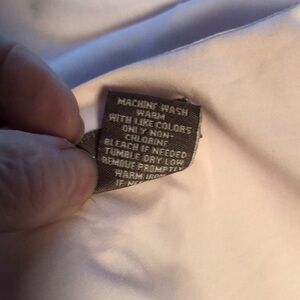 MACHINE WASH
WARM
WITH LIKE COLORS
ONLY NON-
CHLORINE
BLEACH IF NEEDED
TUMBLE DRY LOW
REMOVE PROMPTLY
WARM IRON
IF